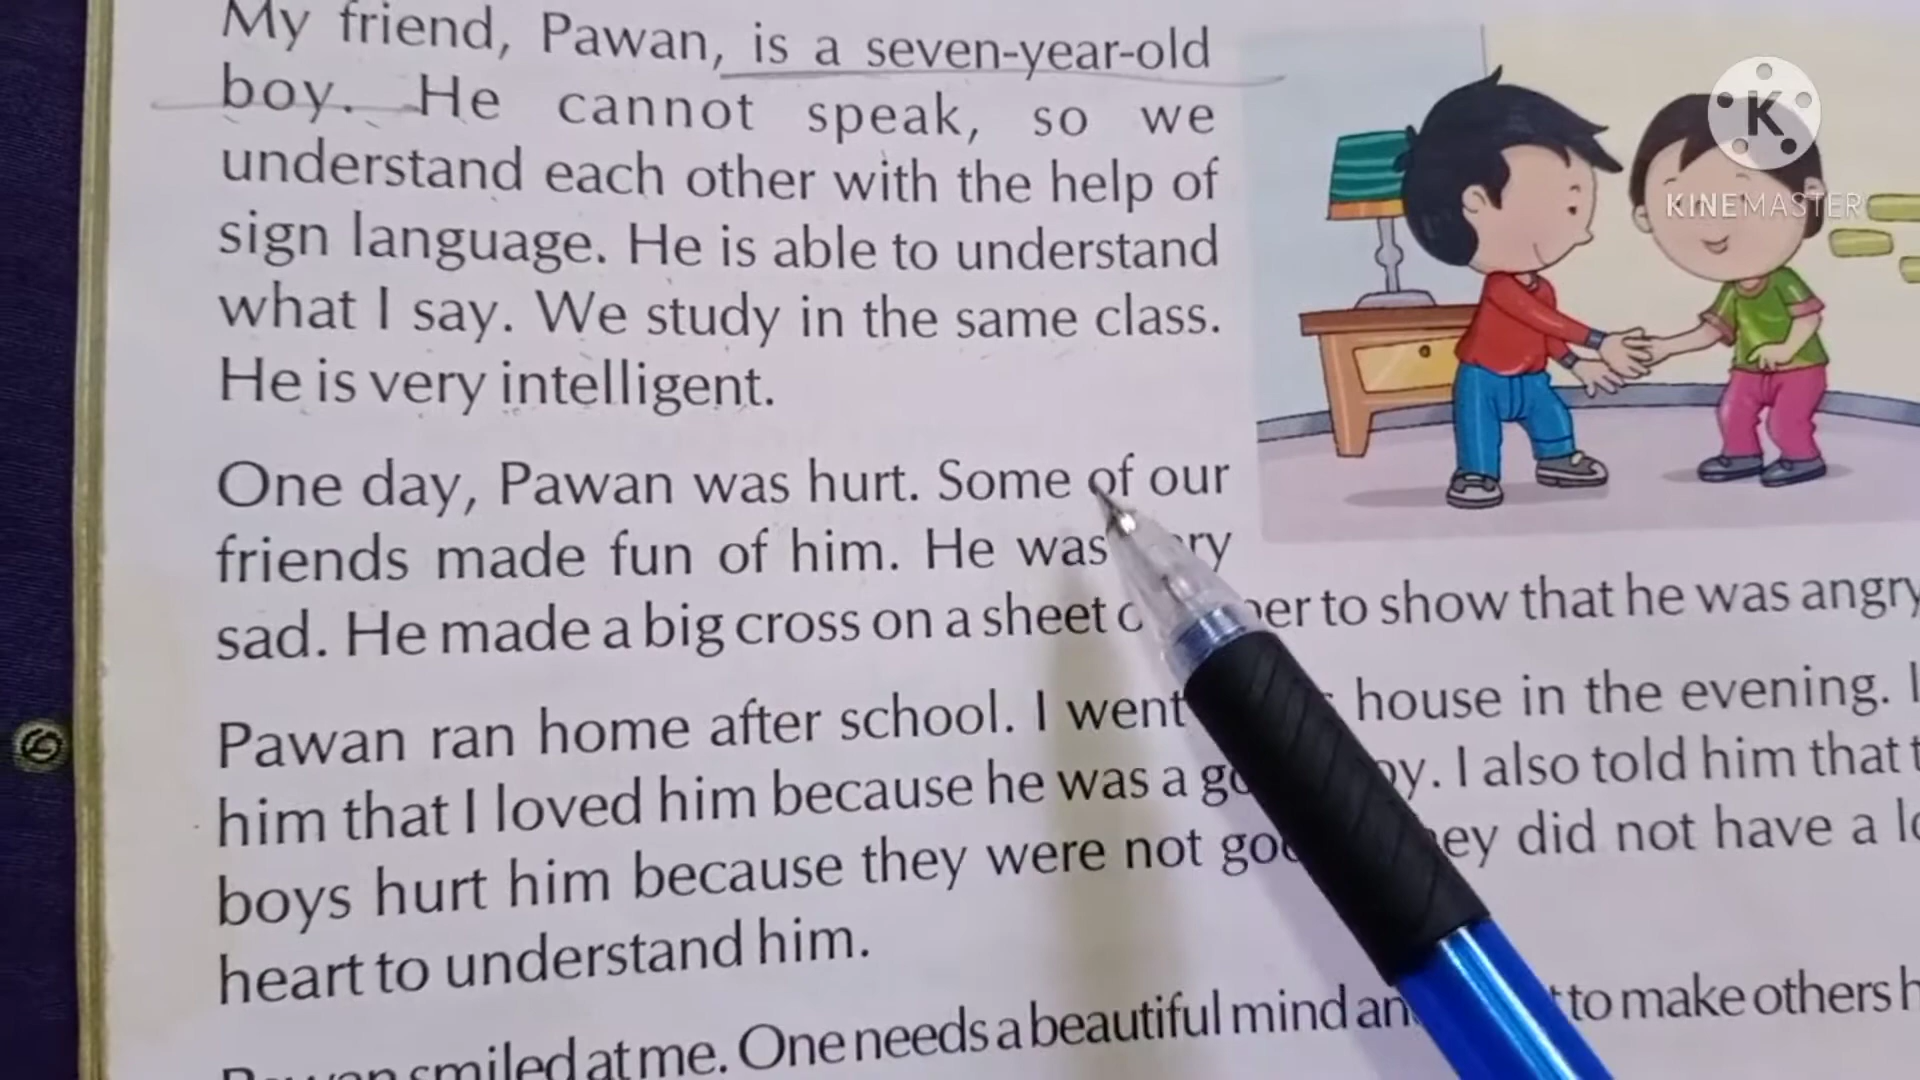 My friend, Pawan, is a seven-year-old
boy. He cannot speak, so we
understand each other with the help of
sign language. He is able to understand
what I say. We study in the same class.
He is very intelligent.
One day, Pawan was hurt. Some of our
friends made fun of him. He was
sad. He made a big cross on a sheet to show that he was angry
Pawan ran home after school. I went house in the evening.
him that I loved him because he was a I also told him that
boys hurt him because they were not did not have a
heart to understand him.
smiled at me. One needs a beautiful mind to make others
K
KINEMASTER